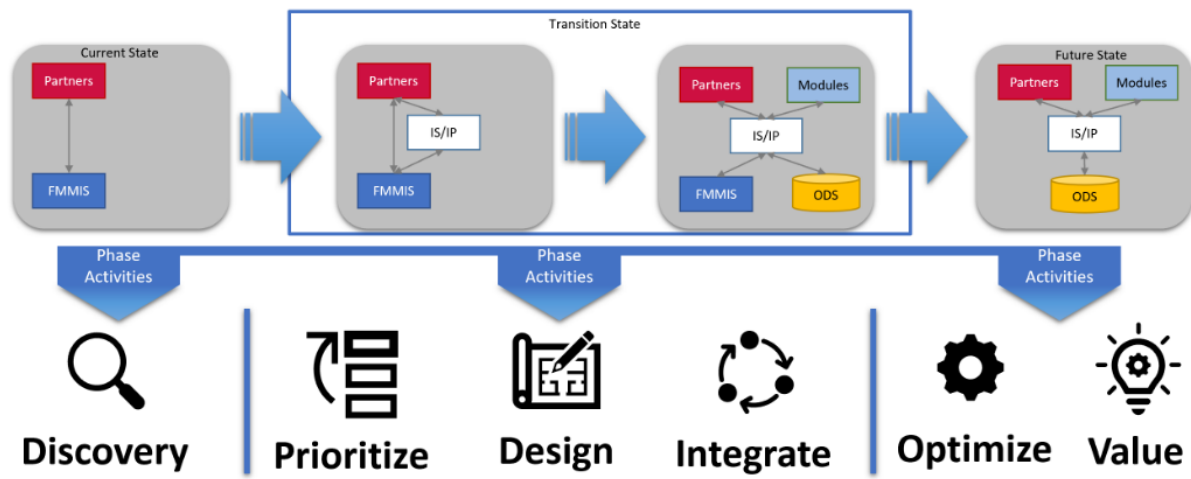 Transition State
Current State
Partners
FMMIS
Partners
IS/IP
FMMIS
Partners
Modules
IS/IP
FMMIS
ODS
Future State
Partners
Modules
IS/IP
ODS
Phase
Activities
Phase
Activities
Phase
Activities
Discovery
Prioritize
Design
Integrate
Optimize
Value